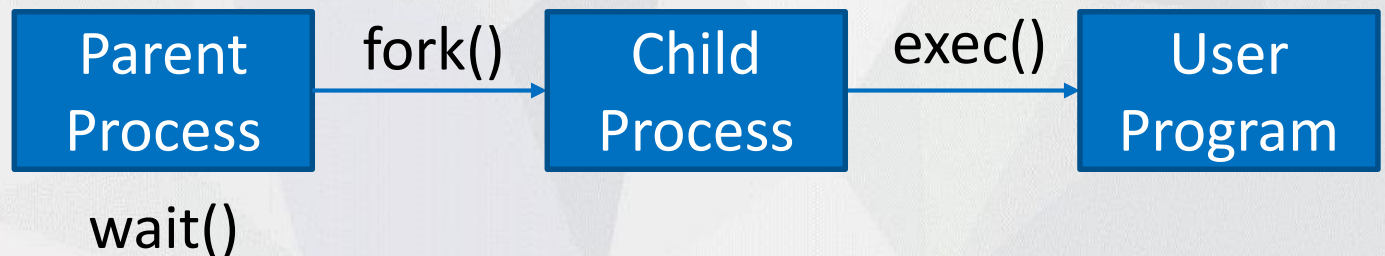 Parent
Process
fork()
Child
Process
exec()
User
Program
wait()